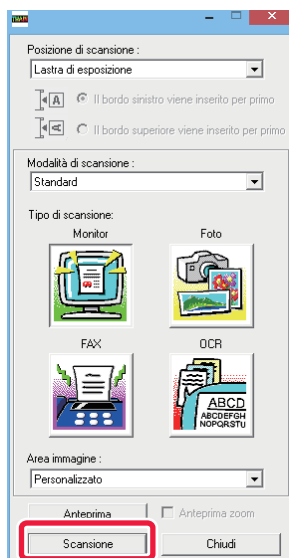 Posizione di scansione :
Lastra di esposizione
A Il bordo sinistro viene inserito per primo
A Il bordo superiore viene inserito per primo
Modalità di scansione :
Standard
Tipo di scansione:
Monitor Foto
FAX OCR
ABCD
ABCDEFGH
NOPQRSTU
Area immagine :
Personalizzato
Anteprima Anteprima zoom
Scansione Chiudi